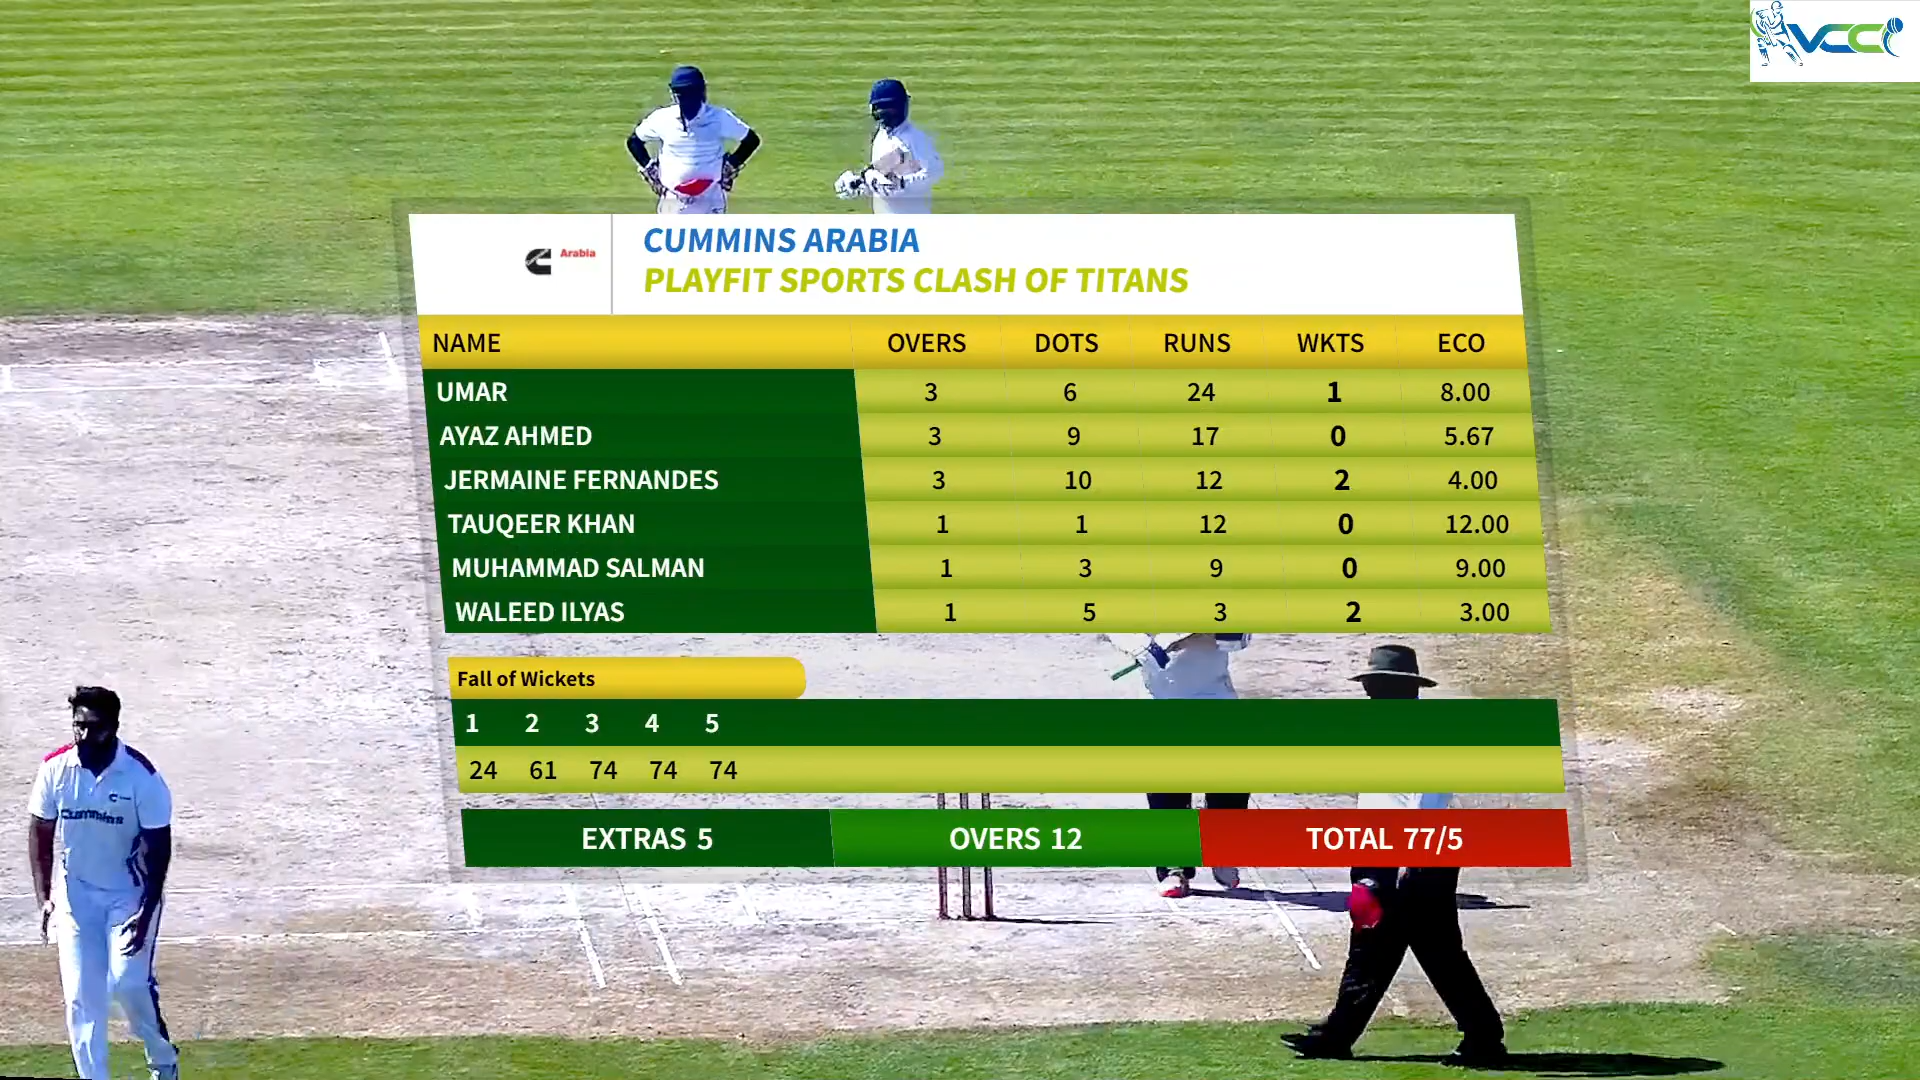 VCC
Arabia
CUMMINS ARABIA
PLAYFIT SPORTS CLASH OF TITANS
NAME OVERS DOTS RUNS WKTS ECO
UMAR 3 6 24 1 8.00
AYAZ AHMED 3 9 17 0 5.67
JERMAINE FERNANDES 3 10 12 2 4.00
TAUQEER KHAN 1 1 12 0 12.00
MUHAMMAD SALMAN 1 3 9 0 9.00
WALEED ILYAS 1 5 3 2 3.00
Fall of Wickets
1 2 3 4 5
24 61 74 74 74
EXTRAS 5 OVERS 12 TOTAL 77/5
Cummins